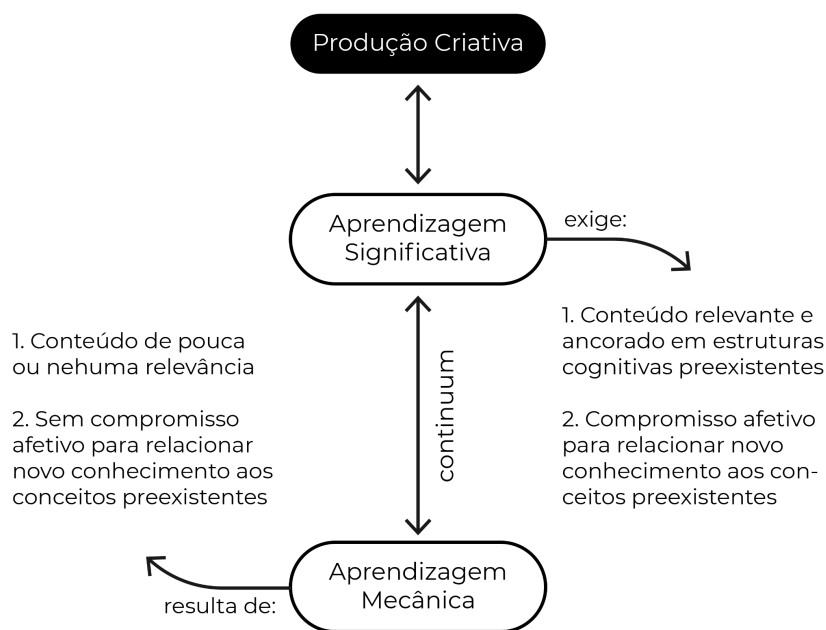 Produção Criativa
Aprendizagem
Significativa
exige:
1. Conteúdo relevante e
ancorado em estruturas
cognitivas preexistentes
2. Compromisso afetivo
para relacionar novo
conhecimento aos con-
ceitos preexistentes
continuum
1. Conteúdo de pouca
ou nehuma relevância
2. Sem compromisso
afetivo para relacionar
novo conhecimento aos
conceitos preexistentes
Aprendizagem
Mecânica
resulta de: